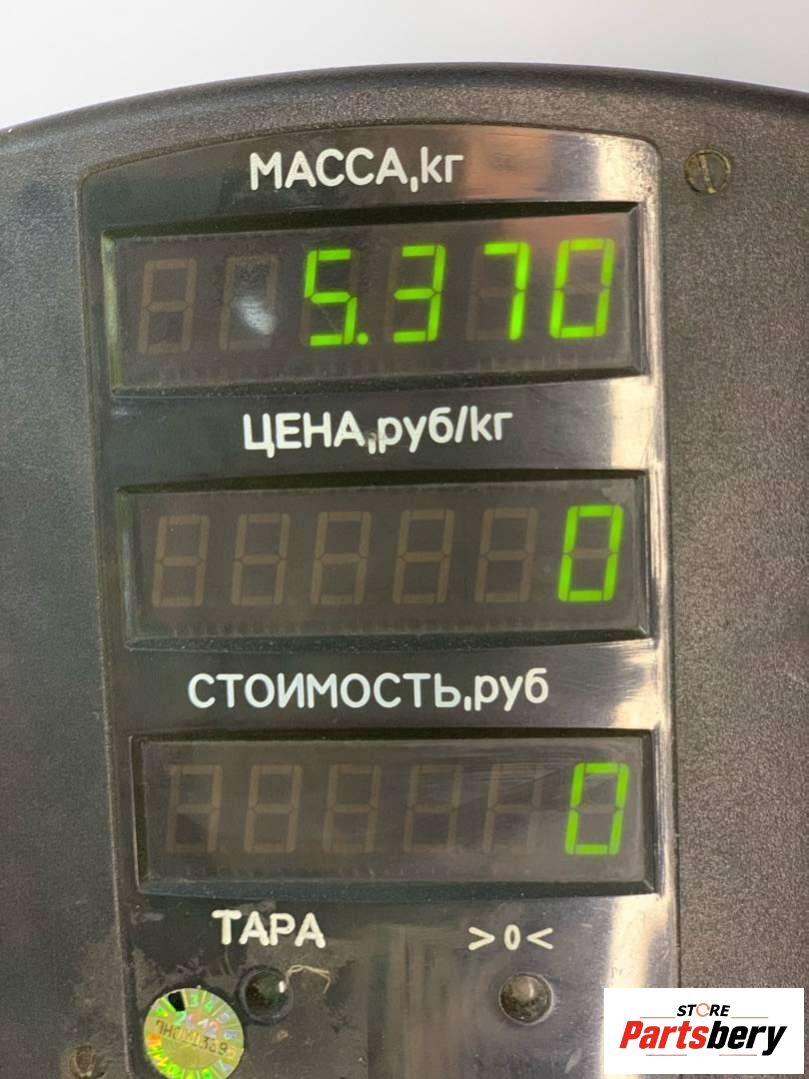 МАССА,кг
5.370
ЦЕНА,руб/кг
0
СТОИМОСТЬ,руб
0
ТАРА
>0<
STORE
Partsbery